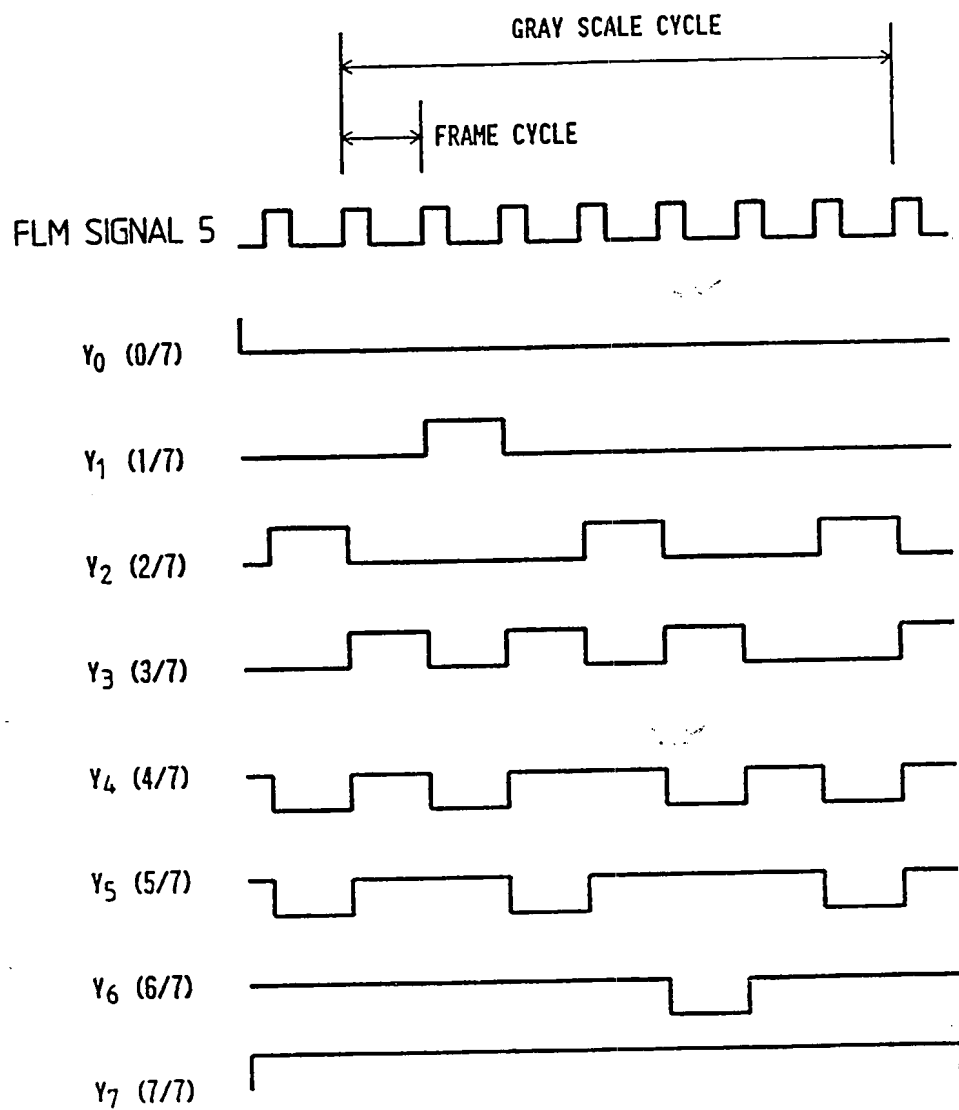 GRAY SCALE CYCLE
FRAME CYCLE
FLM SIGNAL 5
Y0 (0/7)
Y1 (1/7)
Y2 (2/7)
Y3 (3/7)
Y4 (4/7)
Y5 (5/7)
Y6 (6/7)
Y7 (7/7)